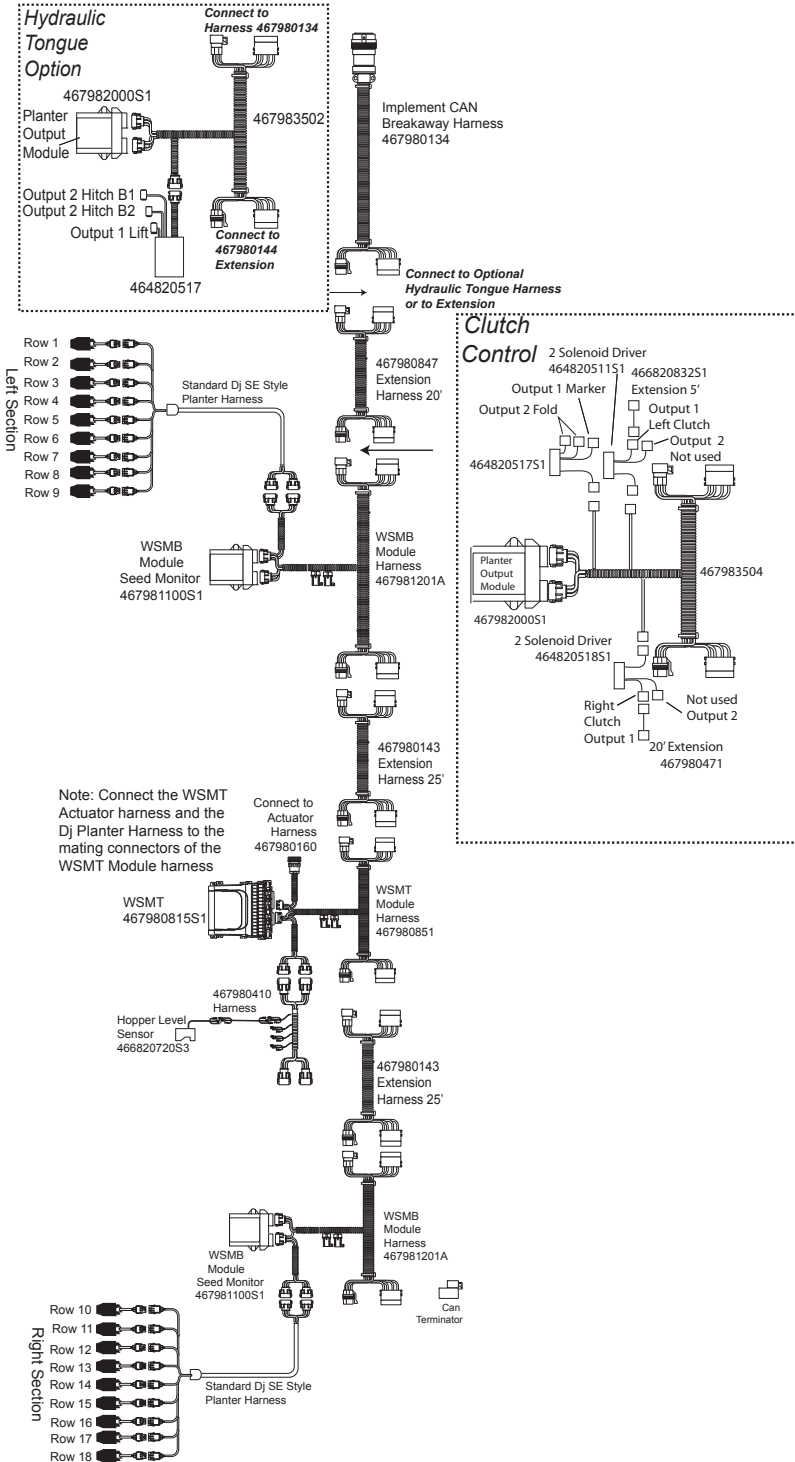 Hydraulic
Tongue
Option
Connect to
Harness 467980134
467982000S1
Planter
Output
Module
467983502
Output 2 Hitch B1
Output 2 Hitch B2
Output 1 Lift
464820517
Connect to
467980144
Extension
Implement CAN
Breakaway Harness
467980134
Connect to Optional
Hydraulic Tongue Harness
or to Extension
Left Section
Row 1
Row 2
Row 3
Row 4
Row 5
Row 6
Row 7
Row 8
Row 9
Standard Dj SE Style
Planter Harness
467980847
Extension
Harness 20'
WSMB
Module
Seed Monitor
467981100S1
WSMB
Module
Harness
467981201A
Clutch
Control
2 Solenoid Driver
464820511S1
466820832S1
Extension 5'
Output 1 Marker
Output 2 Fold
Output 1
Left Clutch
Output 2
Not used
464820517S1
Planter
Output
Module
467982000S1
467983504
2 Solenoid Driver
464820518S1
Right
Clutch
Output 1
Not used
Output 2
20' Extension
467980471
467980143
Extension
Harness 25'
Note: Connect the WSMT
Actuator harness and the
Dj Planter Harness to the
mating connectors of the
WSMT Module harness
Connect to
Actuator
Harness
467980160
WSMT
467980815S1
WSMT
Module
Harness
467980851
467980410
Harness
Hopper Level
Sensor
466820720S3
467980143
Extension
Harness 25'
WSMB
Module
Seed Monitor
467981100S1
WSMB
Module
Harness
467981201A
Can
Terminator
Right Section
Row 10
Row 11
Row 12
Row 13
Row 14
Row 15
Row 16
Row 17
Row 18
Standard Dj SE Style
Planter Harness